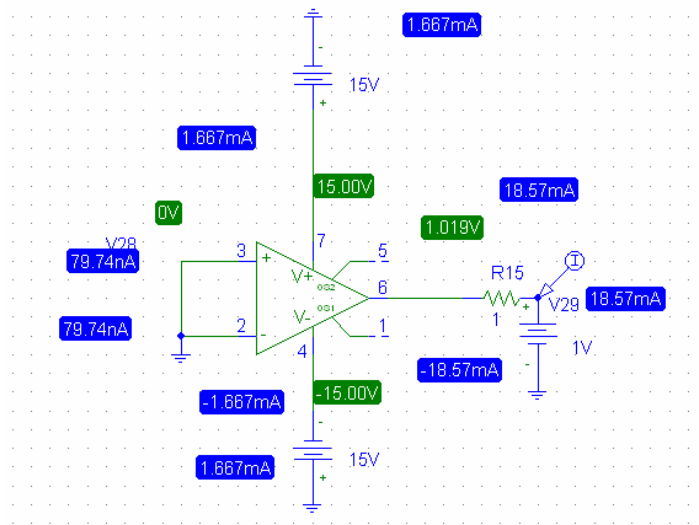 1.667mA
-
15V
+
1.667mA
15.00V
18.57mA
0V
1.019V
V28
7
79.74nA
3
+
5
V+
OS2
6
R15
I
+
V29
18.57mA
79.74nA
2
-
OS1
V-
1
1
4
1V
-18.57mA
-
-1.667mA
-15.00V
-
15V
1.667mA
+